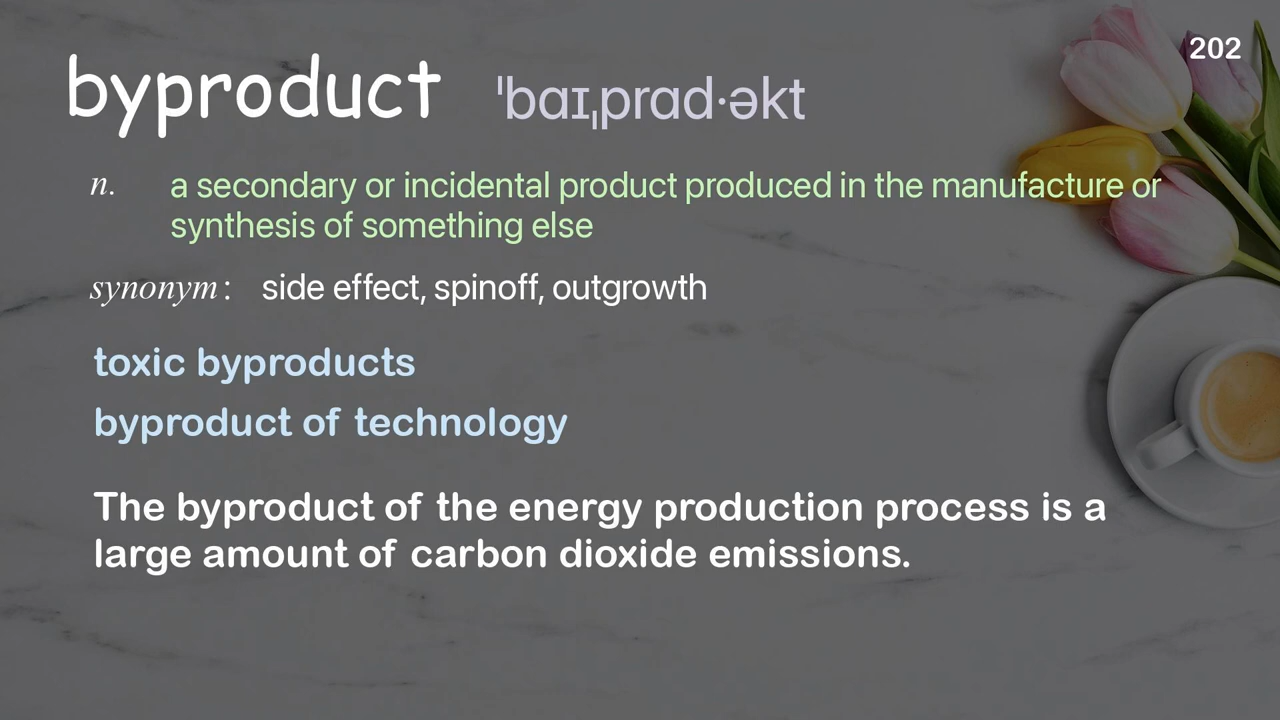 202
byproduct ˈbɑɪˌprɑd·əkt
n. a secondary or incidental product produced in the manufacture or
synthesis of something else
synonym : side effect, spinoff, outgrowth
toxic byproducts
byproduct of technology
The byproduct of the energy production process is a
large amount of carbon dioxide emissions.